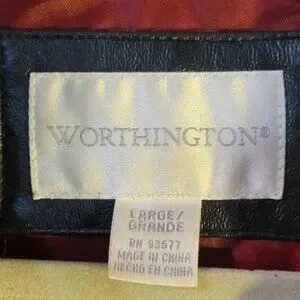 WORTHINGTON®
LARGE/
GRANDE
RN 93577
MADE IN CHINA
HECHO EN CHINA